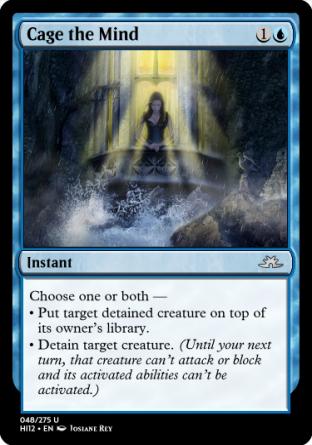 Cage the Mind 1
Instant
Choose one or both —
• Put target detained creature on top of
its owner's library.
• Detain target creature. (Until your next
turn, that creature can't attack or block
and its activated abilities can't be
activated.)
048/275 U
HI12 • EN Josiane Rey